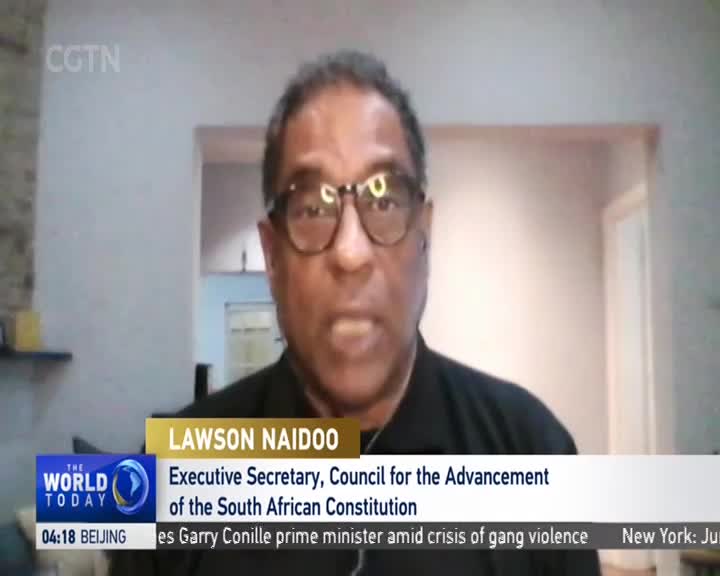 CGTN
LAWSON NAIDOO
Executive Secretary, Council for the Advancement
of the South African Constitution
THE
WORLD
TODAY
04:18 BEIJING
es Garry Conille prime minister amid crisis of gang violence New York: Ju